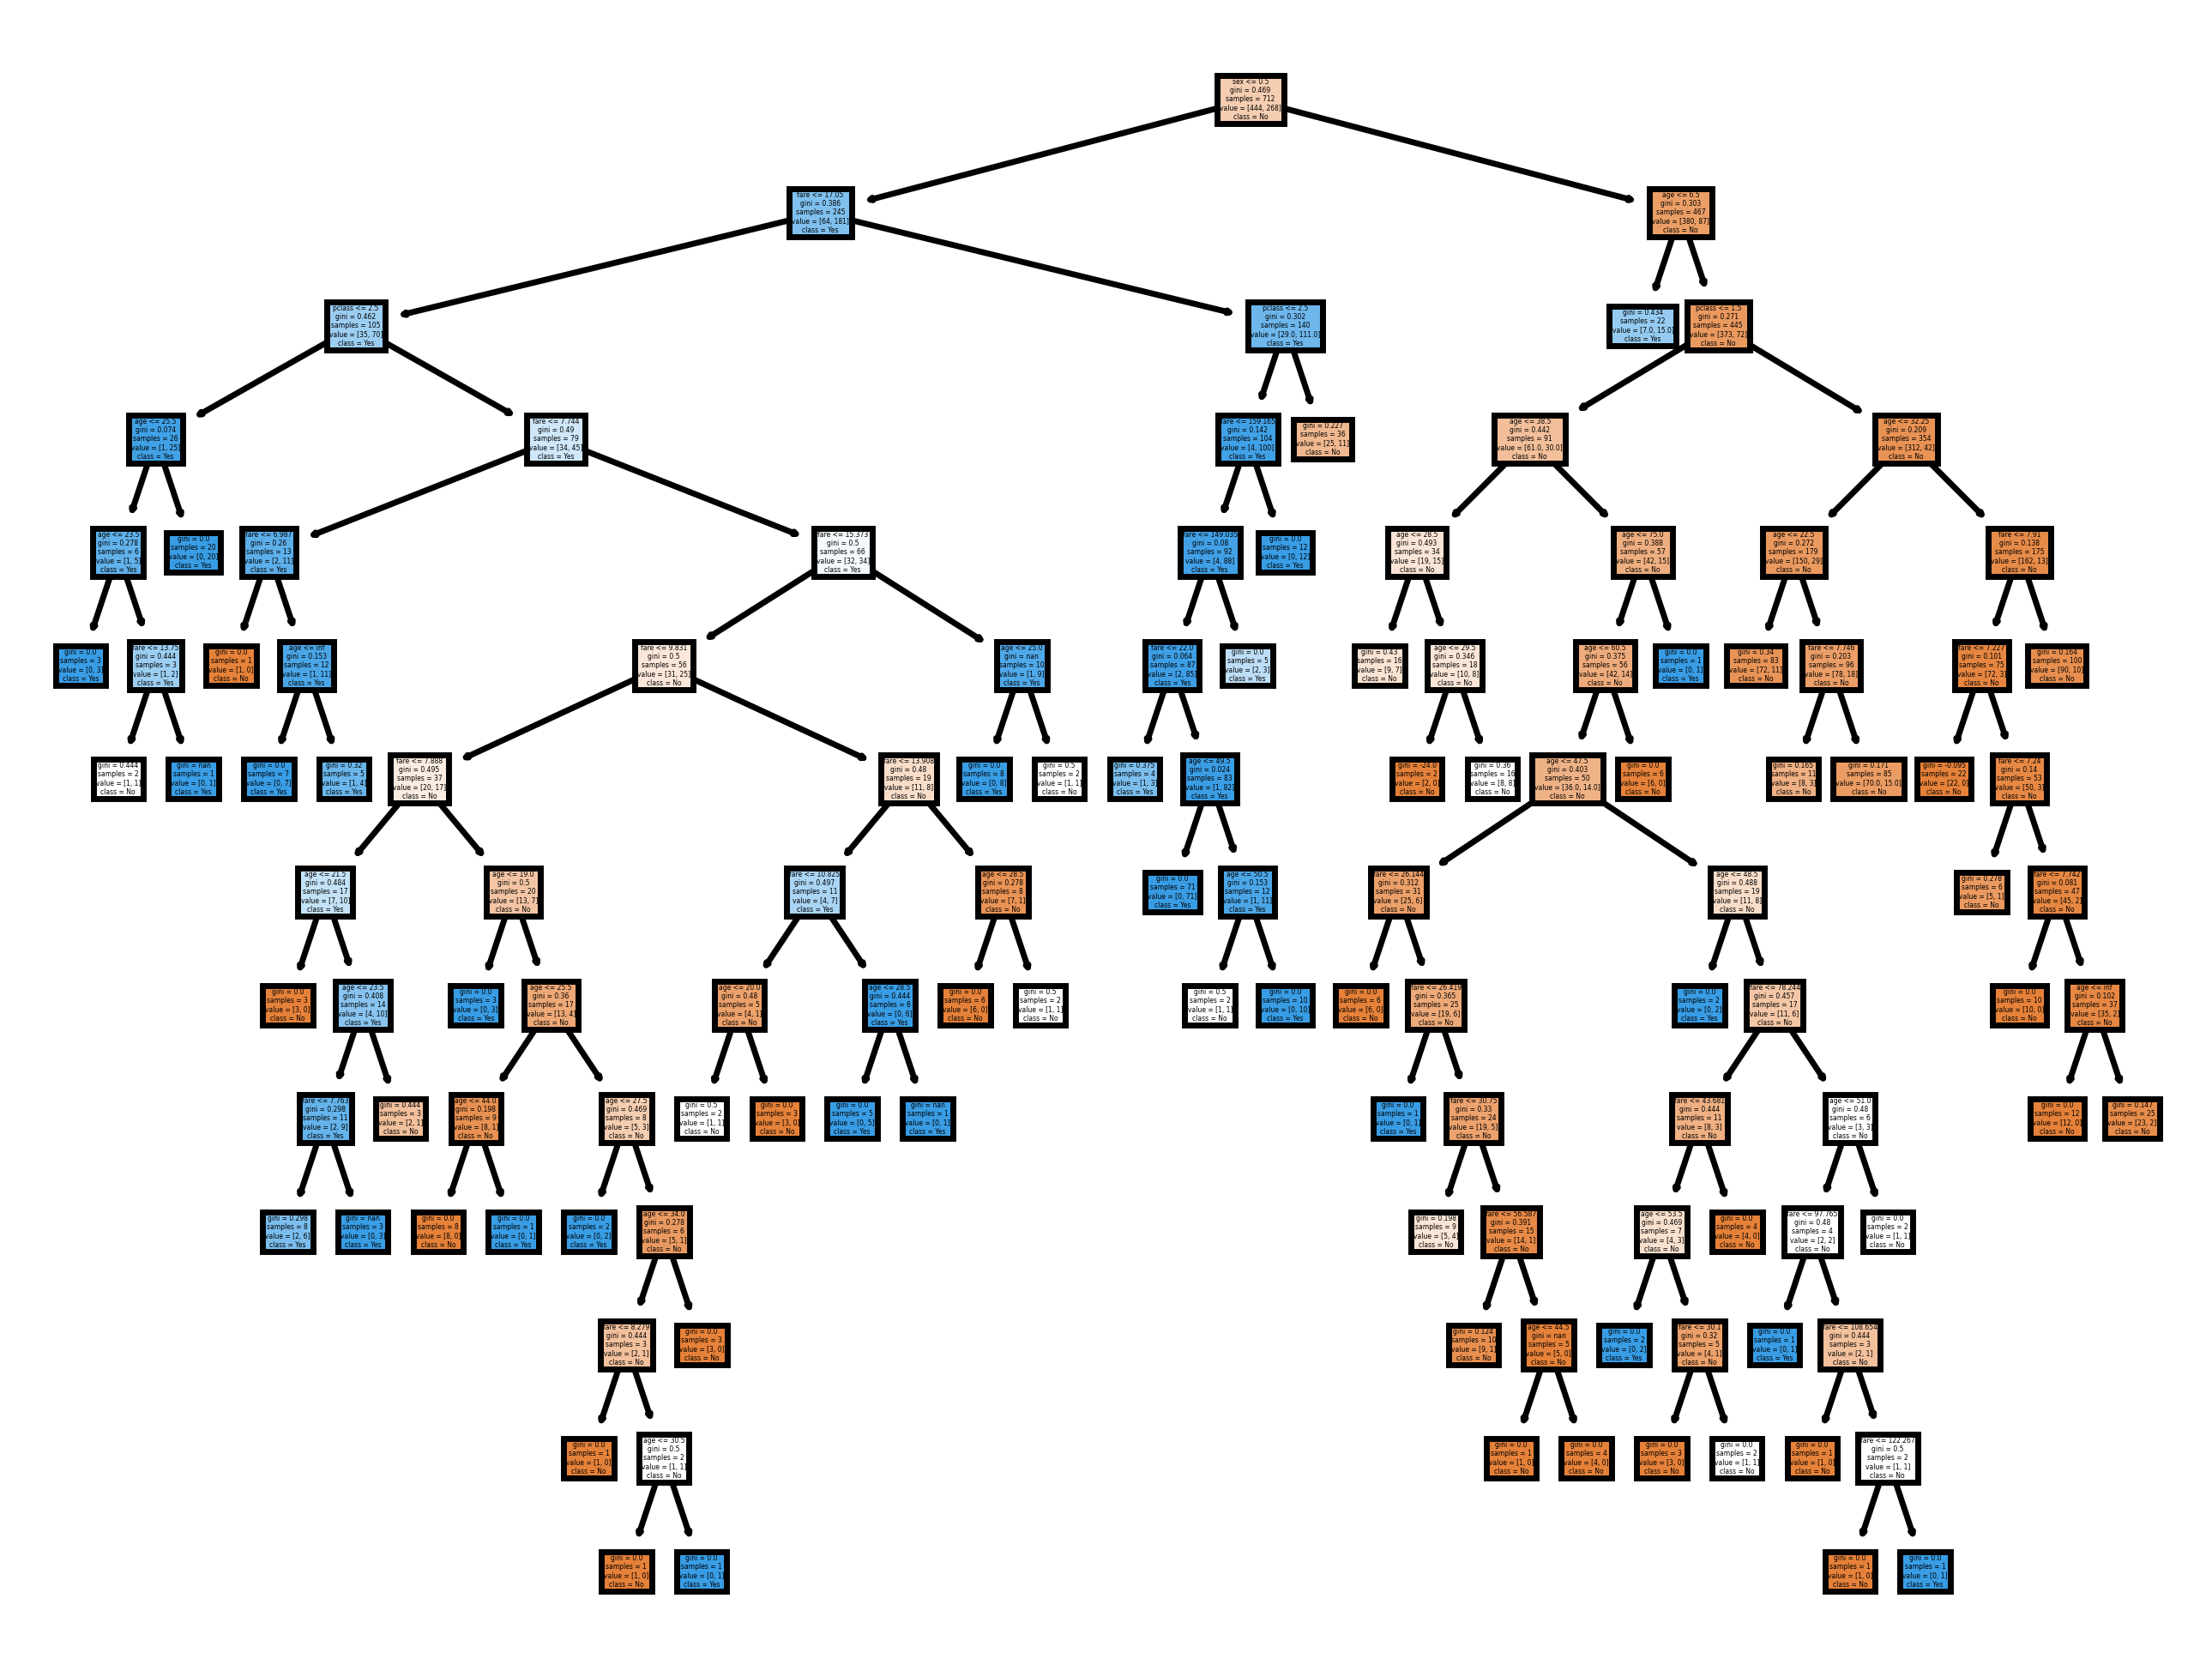 sex <= 0.5
gini = 0.469
samples = 712
value = [444, 268]
class = No
fare <= 17.05
gini = 0.386
samples = 245
value = [64, 181]
class = Yes
age <= 6.5
gini = 0.303
samples = 467
value = [380, 87]
class = No
pclass <= 2.5
gini = 0.462
samples = 105
value = [35, 70]
class = Yes
pclass <= 2.5
gini = 0.302
samples = 140
value = [29.0, 111.0]
class = Yes
gini = 0.434
samples = 22
value = [7.0, 15.0]
class = Yes
pclass <= 1.5
gini = 0.271
samples = 445
value = [373, 72]
class = No
age <= 25.5
gini = 0.074
samples = 26
value = [1, 25]
class = Yes
fare <= 7.744
gini = 0.49
samples = 79
value = [34, 45]
class = Yes
fare <= 159.165
gini = 0.142
samples = 104
value = [4, 100]
class = Yes
gini = 0.227
samples = 36
value = [25, 11]
class = No
age <= 38.5
gini = 0.442
samples = 91
value = [61.0, 30.0]
class = No
age <= 32.25
gini = 0.209
samples = 354
value = [312, 42]
class = No
age <= 23.5
gini = 0.278
samples = 6
value = [1, 5]
class = Yes
gini = 0.0
samples = 20
value = [0, 20]
class = Yes
fare <= 6.987
gini = 0.26
samples = 13
value = [2, 11]
class = Yes
fare <= 15.373
gini = 0.5
samples = 66
value = [32, 34]
class = Yes
fare <= 149.035
gini = 0.08
samples = 92
value = [4, 88]
class = Yes
gini = 0.0
samples = 12
value = [0, 12]
class = Yes
age <= 28.5
gini = 0.493
samples = 34
value = [19, 15]
class = No
age <= 75.0
gini = 0.388
samples = 57
value = [42, 15]
class = No
age <= 22.5
gini = 0.272
samples = 179
value = [150, 29]
class = No
fare <= 7.91
gini = 0.138
samples = 175
value = [162, 13]
class = No
gini = 0.0
samples = 3
value = [0, 3]
class = Yes
fare <= 13.75
gini = 0.444
samples = 3
value = [1, 2]
class = Yes
gini = 0.0
samples = 1
value = [1, 0]
class = No
age <= inf
gini = 0.153
samples = 12
value = [1, 11]
class = Yes
fare <= 9.831
gini = 0.5
samples = 56
value = [31, 25]
class = No
age <= 25.0
gini = nan
samples = 10
value = [1, 9]
class = Yes
fare <= 22.0
gini = 0.064
samples = 87
value = [2, 85]
class = Yes
gini = 0.0
samples = 5
value = [2, 3]
class = Yes
gini = 0.43
samples = 16
value = [9, 7]
class = No
age <= 29.5
gini = 0.346
samples = 18
value = [10, 8]
class = No
age <= 60.5
gini = 0.375
samples = 56
value = [42, 14]
class = No
gini = 0.0
samples = 1
value = [0, 1]
class = Yes
gini = 0.34
samples = 83
value = [72, 11]
class = No
fare <= 7.746
gini = 0.203
samples = 96
value = [78, 18]
class = No
fare <= 7.227
gini = 0.101
samples = 75
value = [72, 3]
class = No
gini = 0.164
samples = 100
value = [90, 10]
class = No
gini = 0.444
samples = 2
value = [1, 1]
class = No
gini = nan
samples = 1
value = [0, 1]
class = Yes
gini = 0.0
samples = 7
value = [0, 7]
class = Yes
gini = 0.32
samples = 5
value = [1, 4]
class = Yes
fare <= 7.888
gini = 0.495
samples = 37
value = [20, 17]
class = No
fare <= 13.908
gini = 0.48
samples = 19
value = [11, 8]
class = No
gini = 0.0
samples = 8
value = [0, 8]
class = Yes
gini = 0.5
samples = 2
value = [1, 1]
class = No
gini = 0.375
samples = 4
value = [1, 3]
class = Yes
age <= 49.5
gini = 0.024
samples = 83
value = [1, 82]
class = Yes
gini = -24.0
samples = 2
value = [2, 0]
class = No
gini = 0.36
samples = 16
value = [8, 8]
class = No
age <= 47.5
gini = 0.403
samples = 50
value = [36.0, 14.0]
class = No
gini = 0.0
samples = 6
value = [6, 0]
class = No
gini = 0.165
samples = 11
value = [8, 3]
class = No
gini = 0.171
samples = 85
value = [70.0, 15.0]
class = No
gini = -0.095
samples = 22
value = [22, 0]
class = No
fare <= 7.24
gini = 0.14
samples = 53
value = [50, 3]
class = No
age <= 21.5
gini = 0.484
samples = 17
value = [7, 10]
class = Yes
age <= 19.0
gini = 0.5
samples = 20
value = [13, 7]
class = No
fare <= 10.825
gini = 0.497
samples = 11
value = [4, 7]
class = Yes
age <= 28.5
gini = 0.278
samples = 8
value = [7, 1]
class = No
gini = 0.0
samples = 71
value = [0, 71]
class = Yes
age <= 50.5
gini = 0.153
samples = 12
value = [1, 11]
class = Yes
fare <= 26.144
gini = 0.312
samples = 31
value = [25, 6]
class = No
age <= 48.5
gini = 0.488
samples = 19
value = [11, 8]
class = No
gini = 0.278
samples = 6
value = [5, 1]
class = No
fare <= 7.742
gini = 0.081
samples = 47
value = [45, 2]
class = No
gini = 0.0
samples = 3
value = [3, 0]
class = No
age <= 23.5
gini = 0.408
samples = 14
value = [4, 10]
class = Yes
gini = 0.0
samples = 3
value = [0, 3]
class = Yes
age <= 25.5
gini = 0.36
samples = 17
value = [13, 4]
class = No
age <= 20.0
gini = 0.48
samples = 5
value = [4, 1]
class = No
age <= 28.5
gini = 0.444
samples = 6
value = [0, 6]
class = Yes
gini = 0.0
samples = 6
value = [6, 0]
class = No
gini = 0.5
samples = 2
value = [1, 1]
class = No
gini = 0.5
samples = 2
value = [1, 1]
class = No
gini = 0.0
samples = 10
value = [0, 10]
class = Yes
gini = 0.0
samples = 6
value = [6, 0]
class = No
fare <= 26.419
gini = 0.365
samples = 25
value = [19, 6]
class = No
gini = 0.0
samples = 2
value = [0, 2]
class = Yes
fare <= 78.244
gini = 0.457
samples = 17
value = [11, 6]
class = No
gini = 0.0
samples = 10
value = [10, 0]
class = No
age <= inf
gini = 0.102
samples = 37
value = [35, 2]
class = No
fare <= 7.763
gini = 0.298
samples = 11
value = [2, 9]
class = Yes
gini = 0.444
samples = 3
value = [2, 1]
class = No
age <= 44.0
gini = 0.198
samples = 9
value = [8, 1]
class = No
age <= 27.5
gini = 0.469
samples = 8
value = [5, 3]
class = No
gini = 0.5
samples = 2
value = [1, 1]
class = No
gini = 0.0
samples = 3
value = [3, 0]
class = No
gini = 0.0
samples = 5
value = [0, 5]
class = Yes
gini = nan
samples = 1
value = [0, 1]
class = Yes
gini = 0.0
samples = 1
value = [0, 1]
class = Yes
fare <= 30.75
gini = 0.33
samples = 24
value = [19, 5]
class = No
fare <= 43.681
gini = 0.444
samples = 11
value = [8, 3]
class = No
age <= 51.0
gini = 0.48
samples = 6
value = [3, 3]
class = No
gini = 0.0
samples = 12
value = [12, 0]
class = No
gini = 0.147
samples = 25
value = [23, 2]
class = No
gini = 0.298
samples = 8
value = [2, 6]
class = Yes
gini = nan
samples = 3
value = [0, 3]
class = Yes
gini = 0.0
samples = 8
value = [8, 0]
class = No
gini = 0.0
samples = 1
value = [0, 1]
class = Yes
gini = 0.0
samples = 2
value = [0, 2]
class = Yes
age <= 34.0
gini = 0.278
samples = 6
value = [5, 1]
class = No
gini = 0.198
samples = 9
value = [5, 4]
class = No
fare <= 56.587
gini = 0.391
samples = 15
value = [14, 1]
class = No
age <= 53.5
gini = 0.469
samples = 7
value = [4, 3]
class = No
gini = 0.0
samples = 4
value = [4, 0]
class = No
fare <= 97.765
gini = 0.48
samples = 4
value = [2, 2]
class = No
gini = 0.0
samples = 2
value = [1, 1]
class = No
fare <= 8.279
gini = 0.444
samples = 3
value = [2, 1]
class = No
gini = 0.0
samples = 3
value = [3, 0]
class = No
gini = 0.124
samples = 10
value = [9, 1]
class = No
age <= 44.5
gini = nan
samples = 5
value = [5, 0]
class = No
gini = 0.0
samples = 2
value = [0, 2]
class = Yes
fare <= 30.1
gini = 0.32
samples = 5
value = [4, 1]
class = No
gini = 0.0
samples = 1
value = [0, 1]
class = Yes
fare <= 108.654
gini = 0.444
samples = 3
value = [2, 1]
class = No
gini = 0.0
samples = 1
value = [1, 0]
class = No
age <= 30.5
gini = 0.5
samples = 2
value = [1, 1]
class = No
gini = 0.0
samples = 1
value = [1, 0]
class = No
gini = 0.0
samples = 4
value = [4, 0]
class = No
gini = 0.0
samples = 3
value = [3, 0]
class = No
gini = 0.0
samples = 2
value = [1, 1]
class = No
gini = 0.0
samples = 1
value = [1, 0]
class = No
fare <= 122.267
gini = 0.5
samples = 2
value = [1, 1]
class = No
gini = 0.0
samples = 1
value = [1, 0]
class = No
gini = 0.0
samples = 1
value = [0, 1]
class = Yes
gini = 0.0
samples = 1
value = [1, 0]
class = No
gini = 0.0
samples = 1
value = [0, 1]
class = Yes